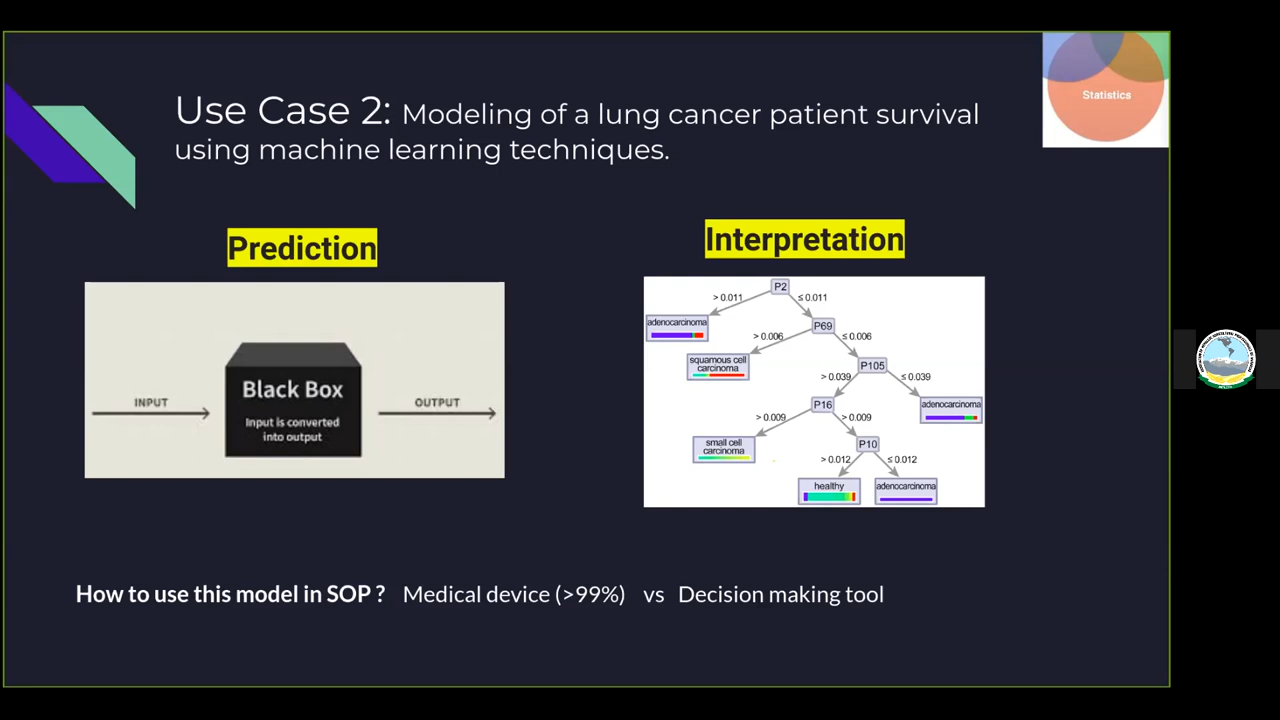 Statistics
Use Case 2: Modeling of a lung cancer patient survival
using machine learning techniques.
Prediction
Interpretation
INPUT
Black Box
Input is converted
into output
OUTPUT
P2
> 0.011
≤ 0.011
adenocarcinoma
P69
> 0.006
≤ 0.006
squamous cell
carcinoma
P105
> 0.039
≤ 0.039
P16
adenocarcinoma
> 0.009
> 0.009
small cell
carcinoma
P10
> 0.012
≤ 0.012
healthy
adenocarcinoma
How to use this model in SOP ? Medical device (>99%) vs Decision making tool